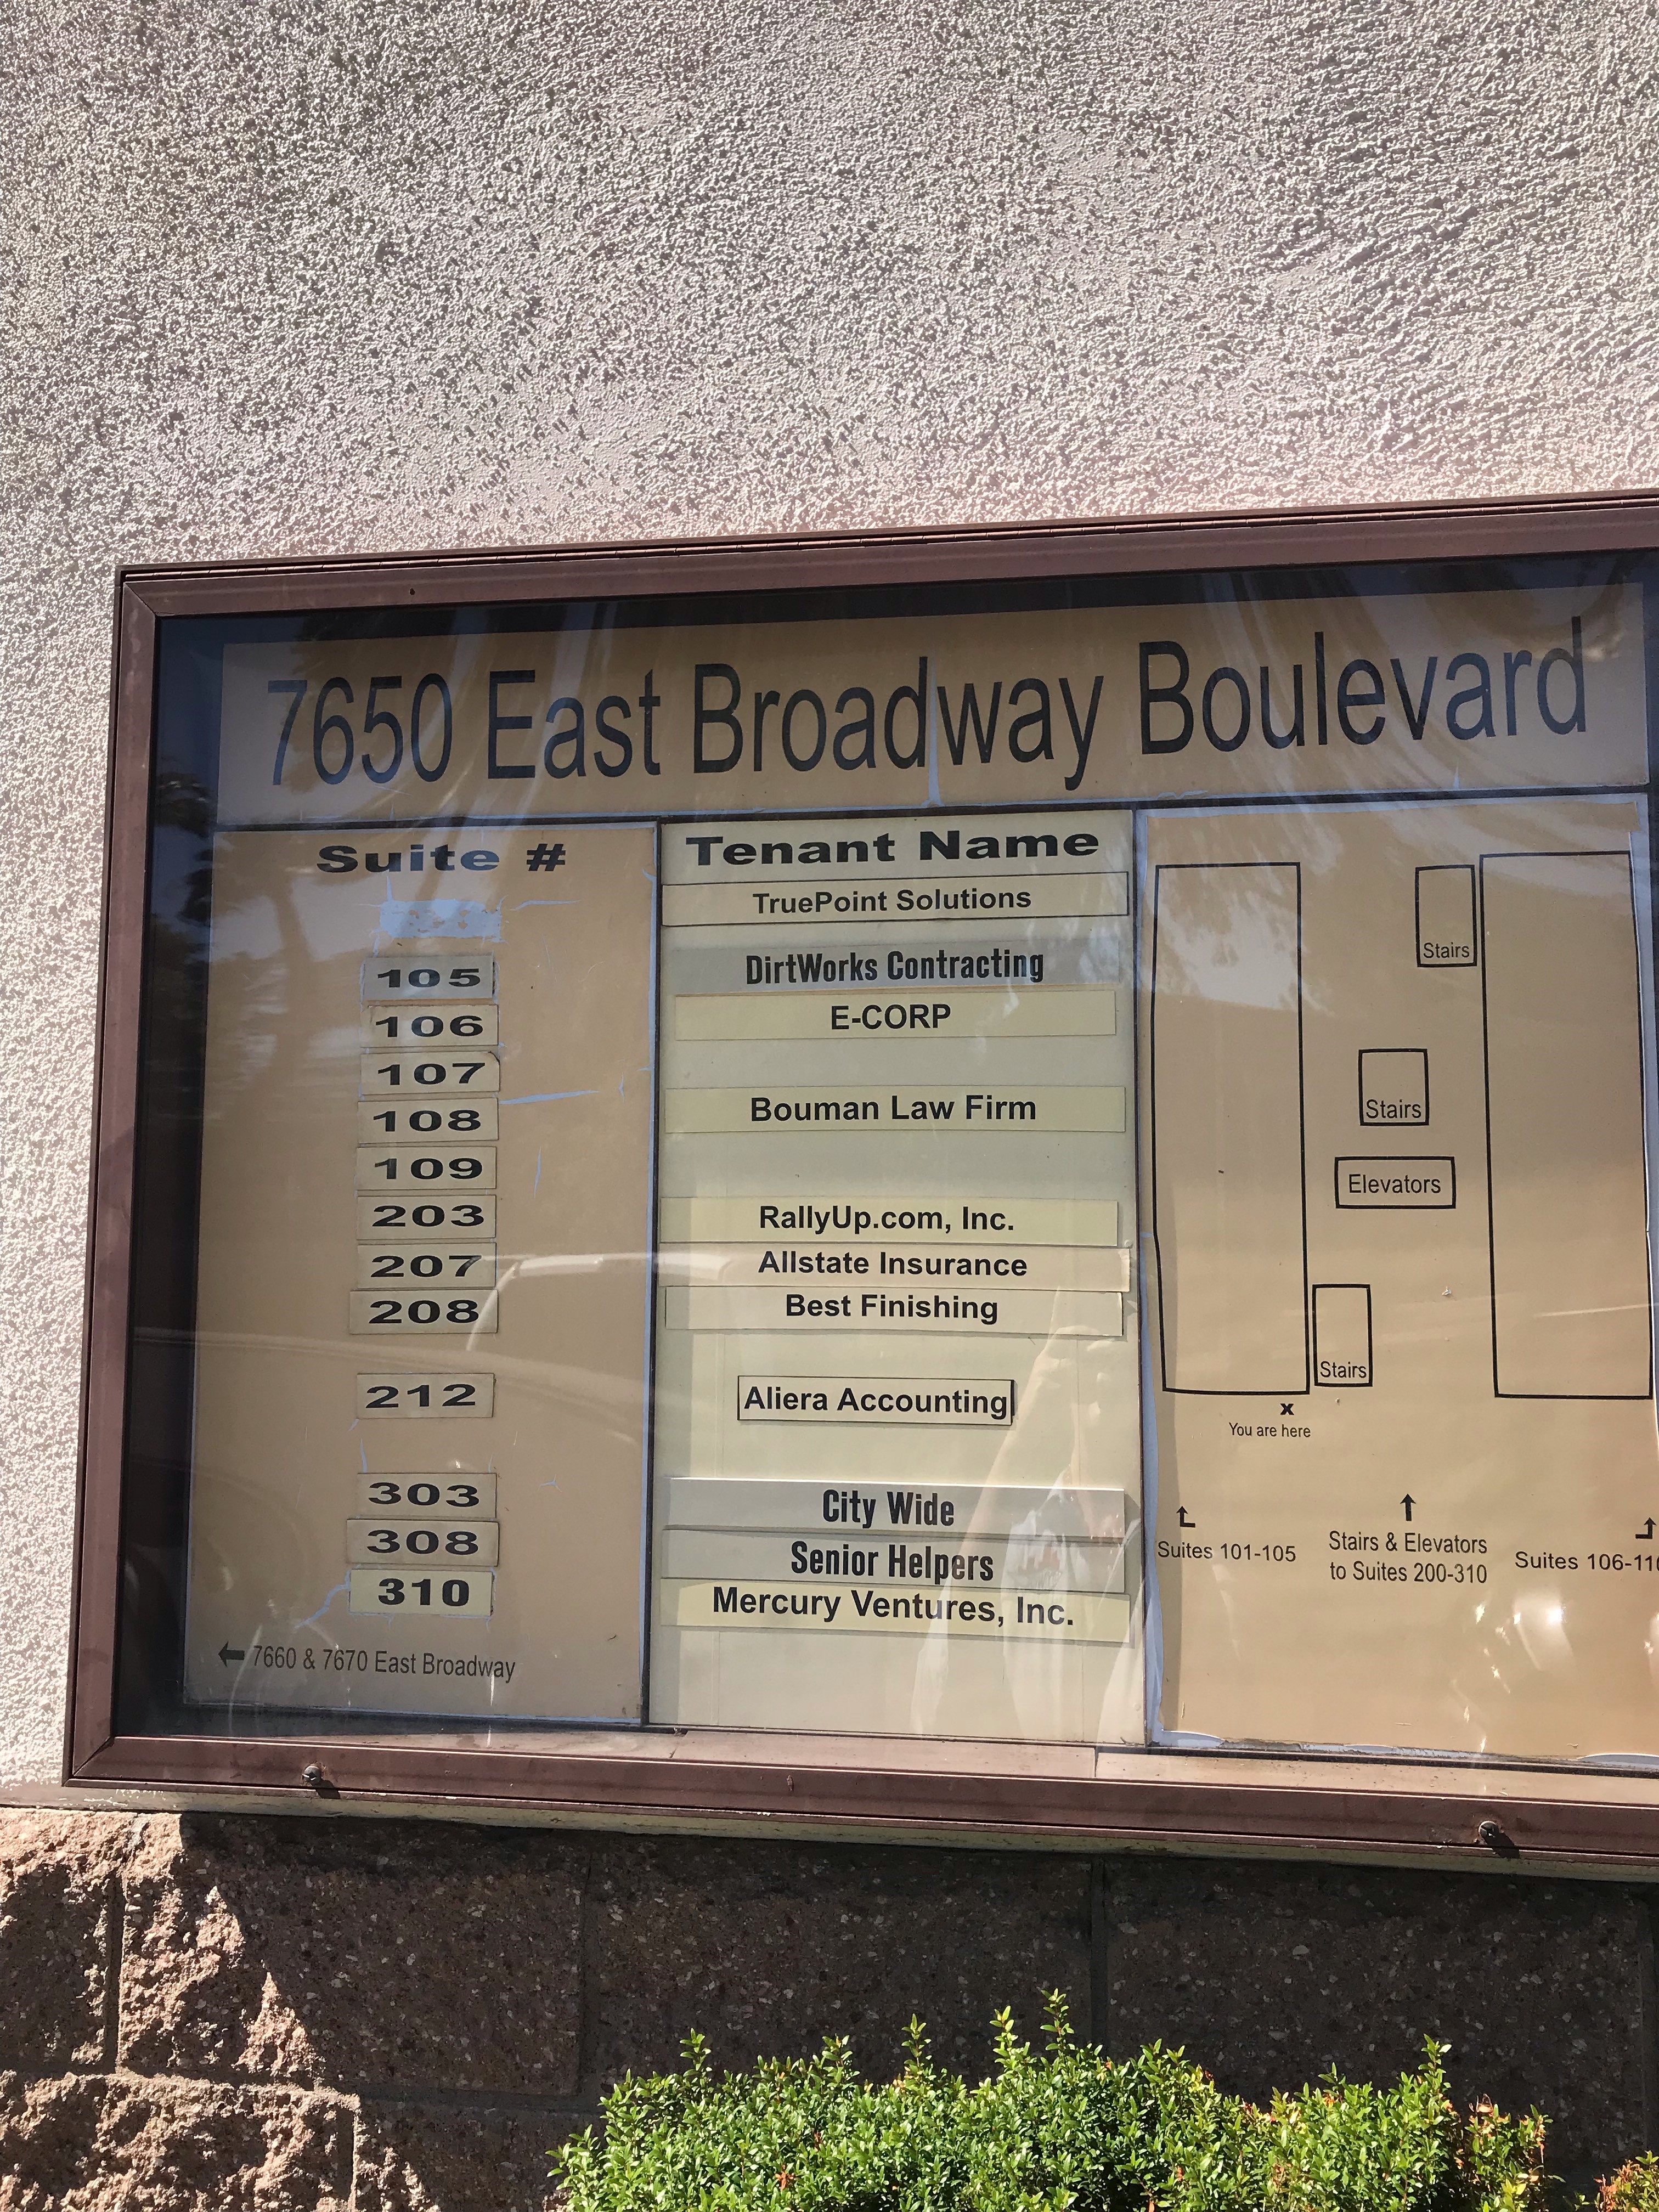 7650 East Broadway Boulevard
Suite #
Tenant Name
TruePoint Solutions
105 DirtWorks Contracting
106 E-CORP
107
108 Bouman Law Firm
109
203 RallyUp.com, Inc.
207 Allstate Insurance
208 Best Finishing
212 Aliera Accounting
303 City Wide
308 Senior Helpers
310 Mercury Ventures, Inc.
← 7660 & 7670 East Broadway
Stairs
Stairs
Elevators
Stairs
x
You are here
Suites 101-105
Stairs & Elevators
to Suites 200-310
Suites 106-11